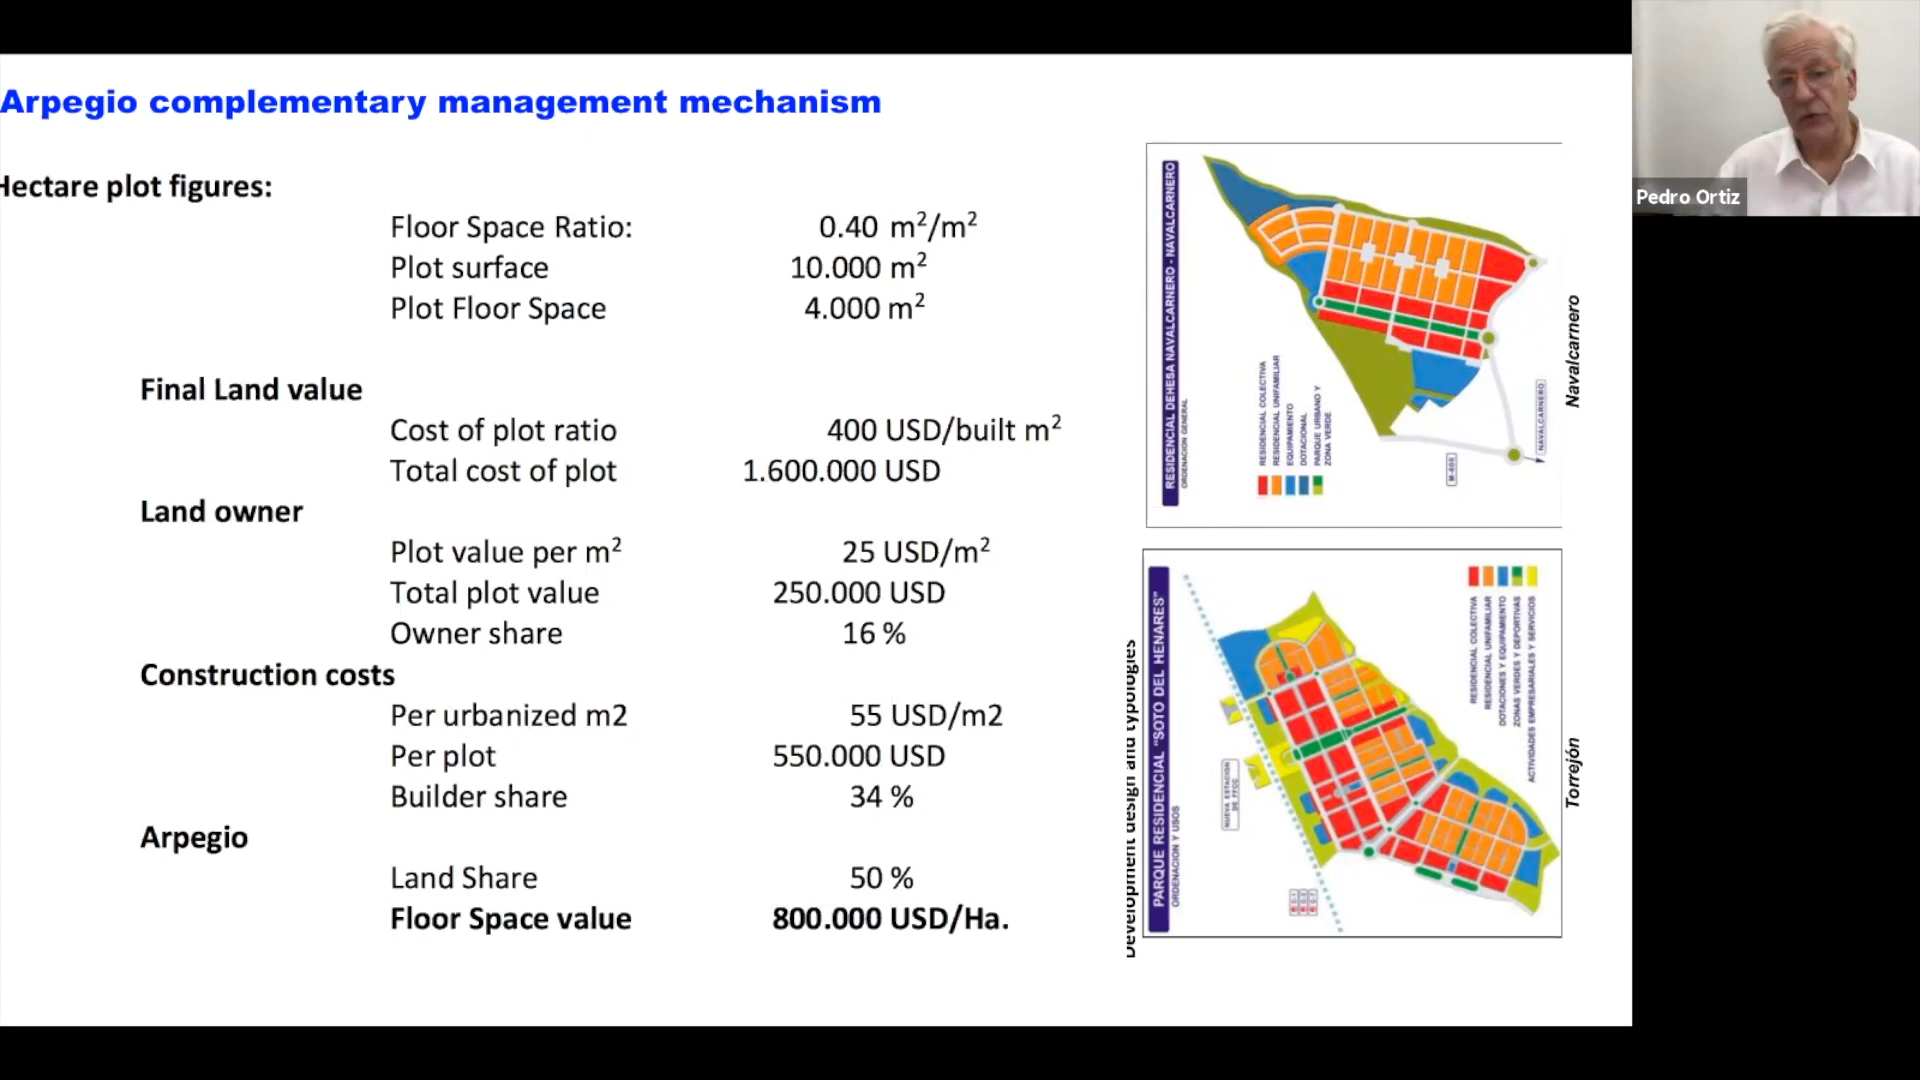 Arpegio complementary management mechanism
Hectare plot figures:
Floor Space Ratio: 0.40 m²/m²
Plot surface 10.000 m²
Plot Floor Space 4.000 m²
Final Land value
Cost of plot ratio 400 USD/built m²
Total cost of plot 1.600.000 USD
Land owner
Plot value per m² 25 USD/m²
Total plot value 250.000 USD
Owner share 16 %
Construction costs
Per urbanized m2 55 USD/m2
Per plot 550.000 USD
Builder share 34 %
Arpegio
Land Share 50 %
Floor Space value 800.000 USD/Ha.
Development design and typologies
RESIDENCIAL DEHESA NAVALCARNERO - NAVALCARNERO
ORDENACION GENERAL
RESIDENCIAL COLECTIVA
RESIDENCIAL UNIFAMILIAR
EQUIPAMIENTO
DOTACIONAL
PARQUE URBANO Y
ZONA VERDE
M-600
NAVALCARNERO
Navalcarnero
PARQUE RESIDENCIAL "SOTO DEL HENARES"
ORDENACION Y USOS
NUEVA ESTACION
DE FFCC
RESIDENCIAL COLECTIVA
RESIDENCIAL UNIFAMILIAR
DOTACIONES Y EQUIPAMIENTO
ZONAS VERDES Y DEPORTIVAS
ACTIVIDADES EMPRESARIALES Y SERVICIOS
Torrejón
Pedro Ortiz